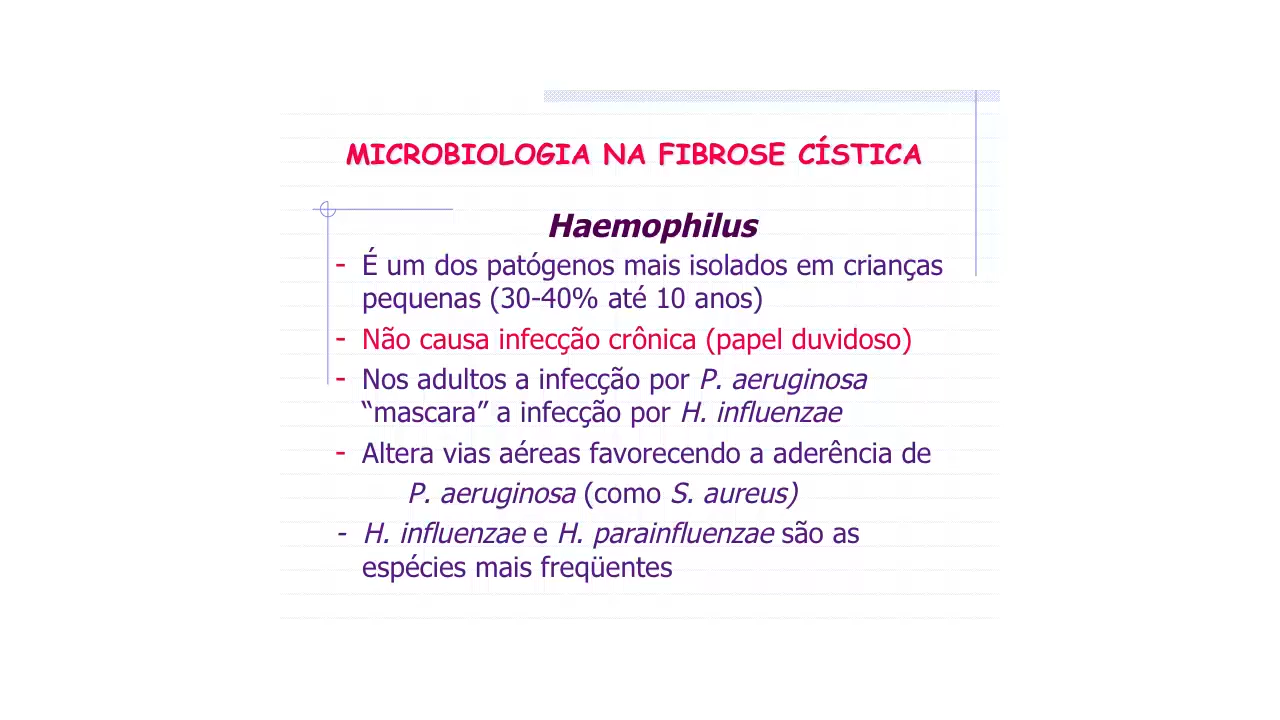 MICROBIOLOGIA NA FIBROSE CÍSTICA
Haemophilus
- É um dos patógenos mais isolados em crianças
pequenas (30-40% até 10 anos)
- Não causa infecção crônica (papel duvidoso)
- Nos adultos a infecção por P. aeruginosa
“mascara” a infecção por H. influenzae
- Altera vias aéreas favorecendo a aderência de
P. aeruginosa (como S. aureus)
- H. influenzae e H. parainfluenzae são as
espécies mais freqüentes